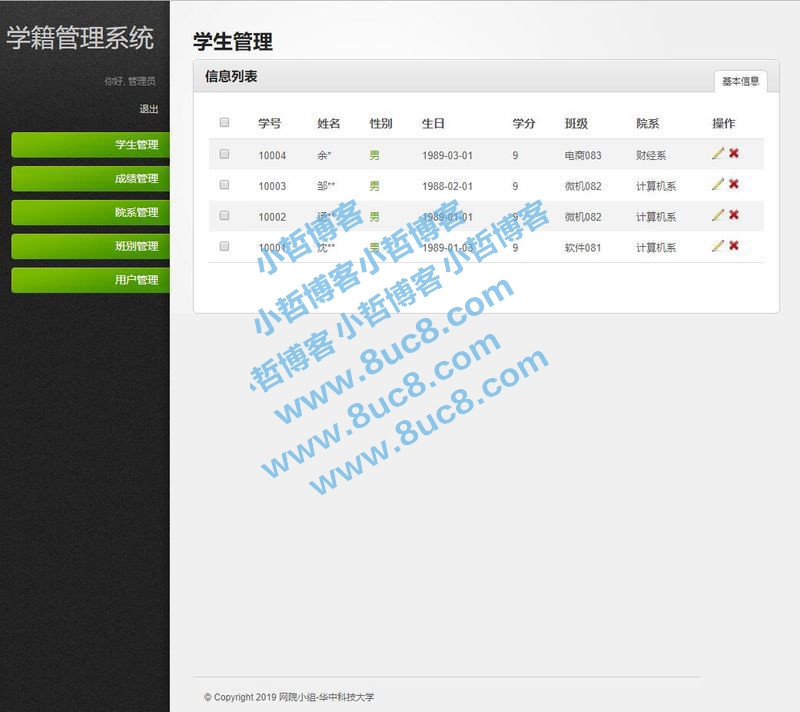 学籍管理系统
你好, 管理员
退出
学生管理
成绩管理
院系管理
班别管理
用户管理
学生管理
信息列表
基本信息
学号 姓名 性别 生日 学分 班级 院系 操作
10004 余* 男 1989-03-01 9 电商083 财经系
10003 邹** 男 1988-02-01 9 微机082 计算机系
10002 汤** 男 1989-01-01 9 微机082 计算机系
10001 沈** 男 1989-01-03 9 软件081 计算机系
小哲博客小哲博客
小哲博客小哲博客小哲博客
小哲博客
www.8uc8.com
www.8uc8.com
www.8uc8.com
© Copyright 2019 网院小组-华中科技大学